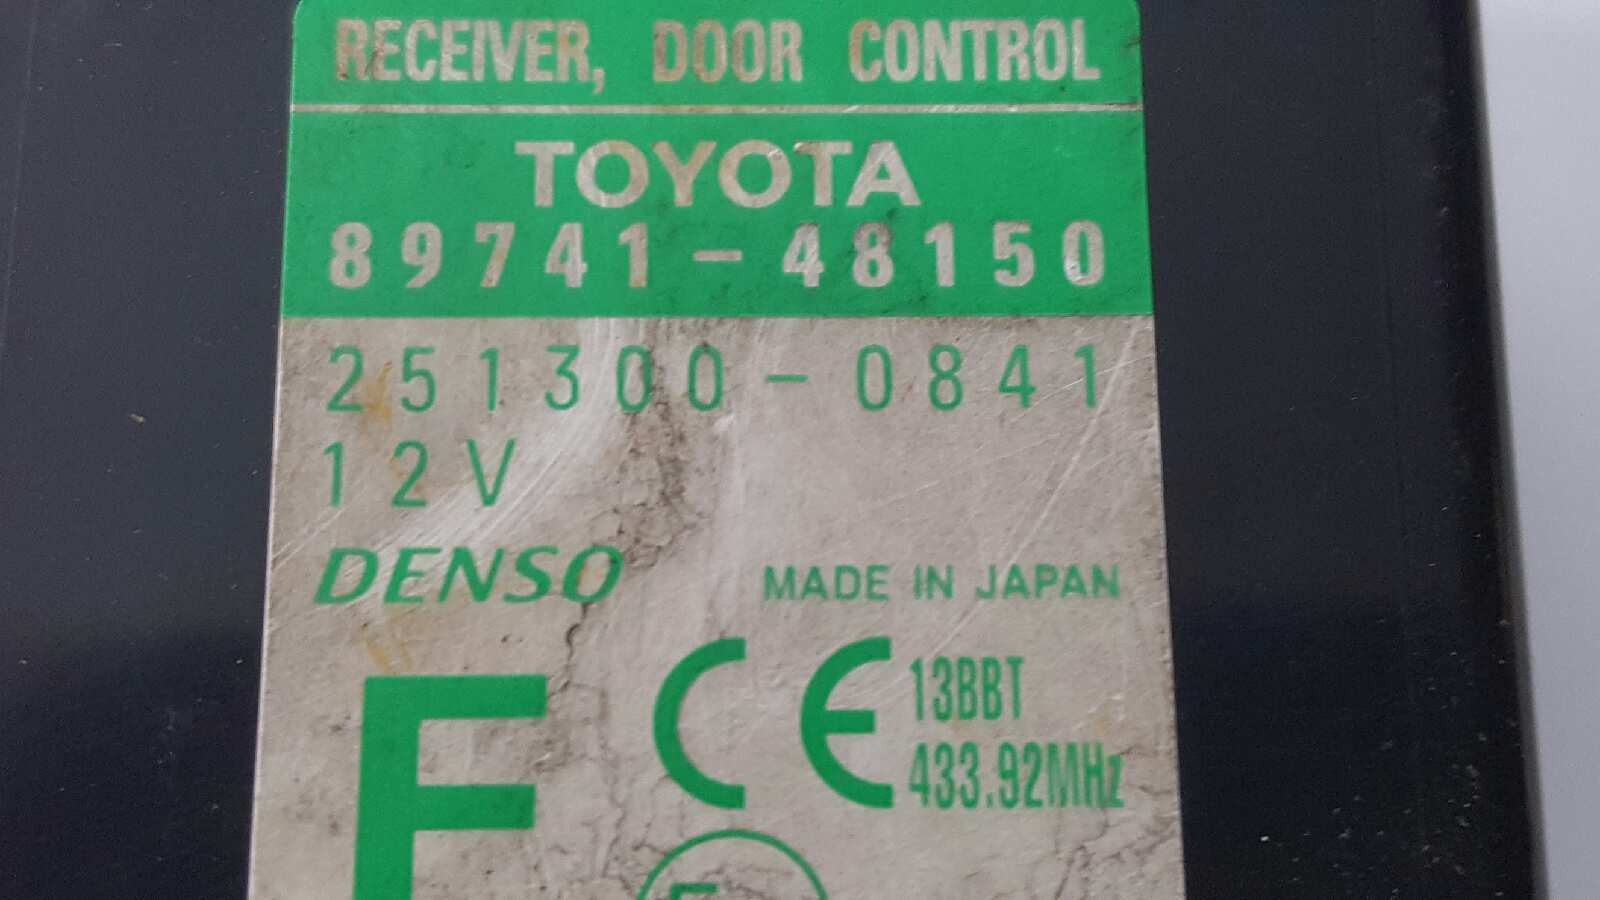 RECEIVER, DOOR CONTROL
TOYOTA
89741-48150
251300-0841
12V
DENSO MADE IN JAPAN
CE 13BBT
433.92MHz
F